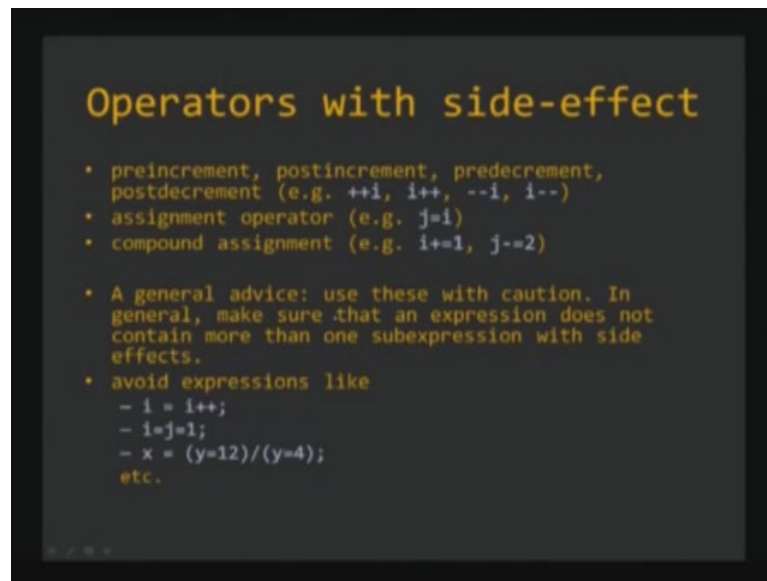 Operators with side-effect
• preincrement, postincrement, predecrement,
postdecrement (e.g. ++i, i++, --i, i--)
• assignment operator (e.g. j=i)
• compound assignment (e.g. i+=1, j-=2)
• A general advice: use these with caution. In
general, make sure that an expression does not
contain more than one subexpression with side
effects.
• avoid expressions like
– i = i++;
– i=j=1;
– x = (y=12)/(y=4);
etc.